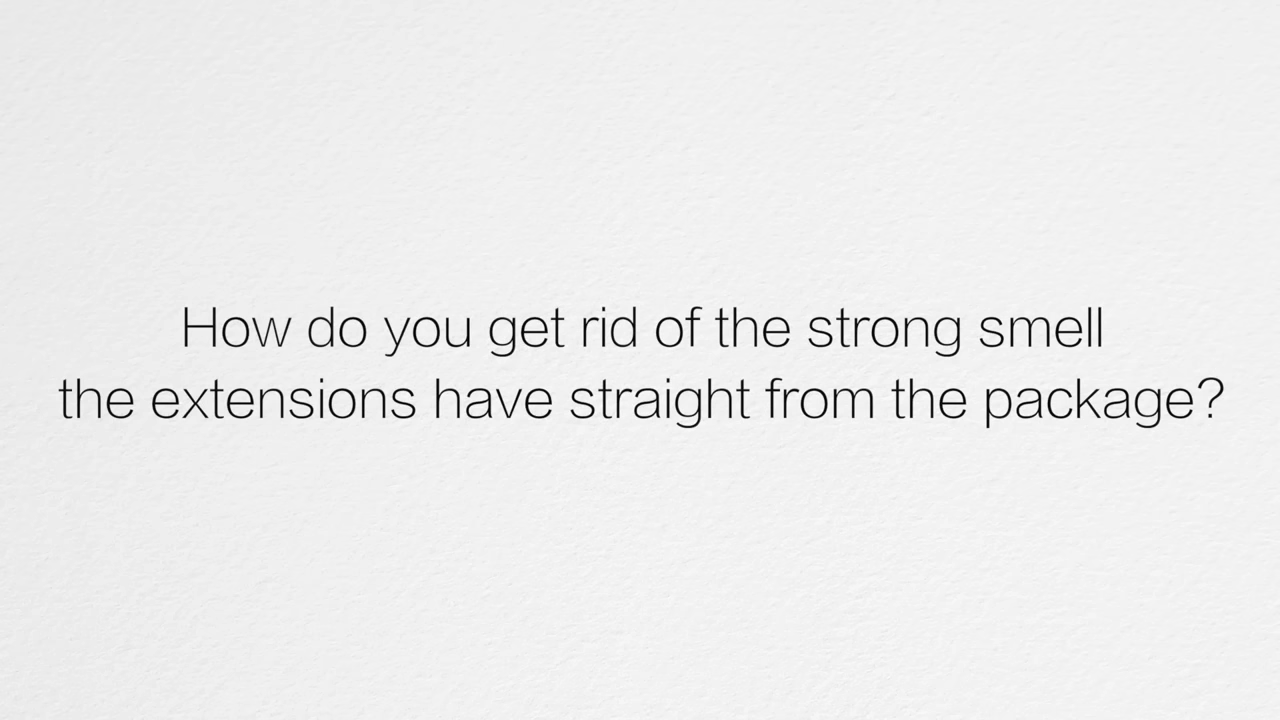 How do you get rid of the strong smell
the extensions have straight from the package?